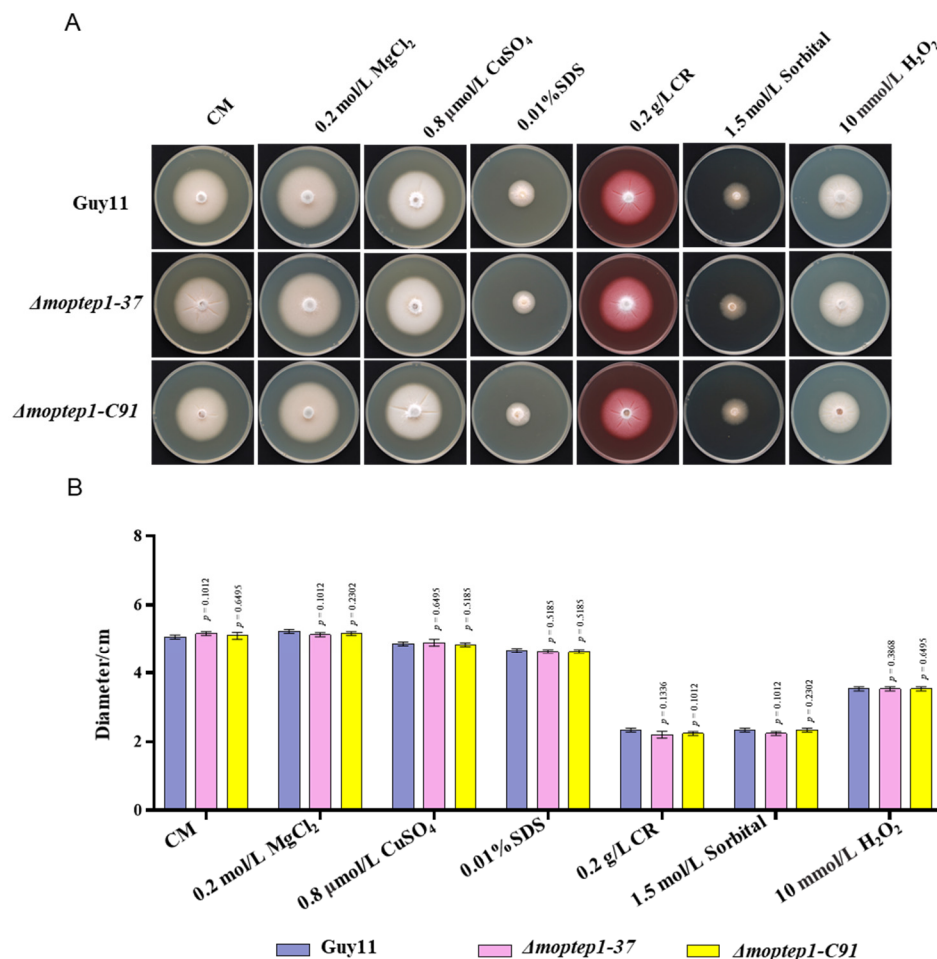 A
CM
0.2 mol/L MgCl₂
0.8 μmol/L CuSO₄
0.01%SDS
0.2 g/L CR
1.5 mol/L Sorbital
10 mmol/L H₂O₂
Guy11
Δmoptep1-37
Δmoptep1-C91
B
Diameter/cm
8
6
4
2
0
p = 0.1012
p = 0.6495
p = 0.1012
p = 0.2302
p = 0.6495
p = 0.5185
p = 0.5185
p = 0.5185
p = 0.1336
p = 0.1012
p = 0.1012
p = 0.2302
p = 0.3868
p = 0.6495
CM
0.2 mol/L MgCl₂
0.8 μmol/L CuSO₄
0.01%SDS
0.2 g/L CR
1.5 mol/L Sorbital
10 mmol/L H₂O₂
Guy11 Δmoptep1-37 Δmoptep1-C91